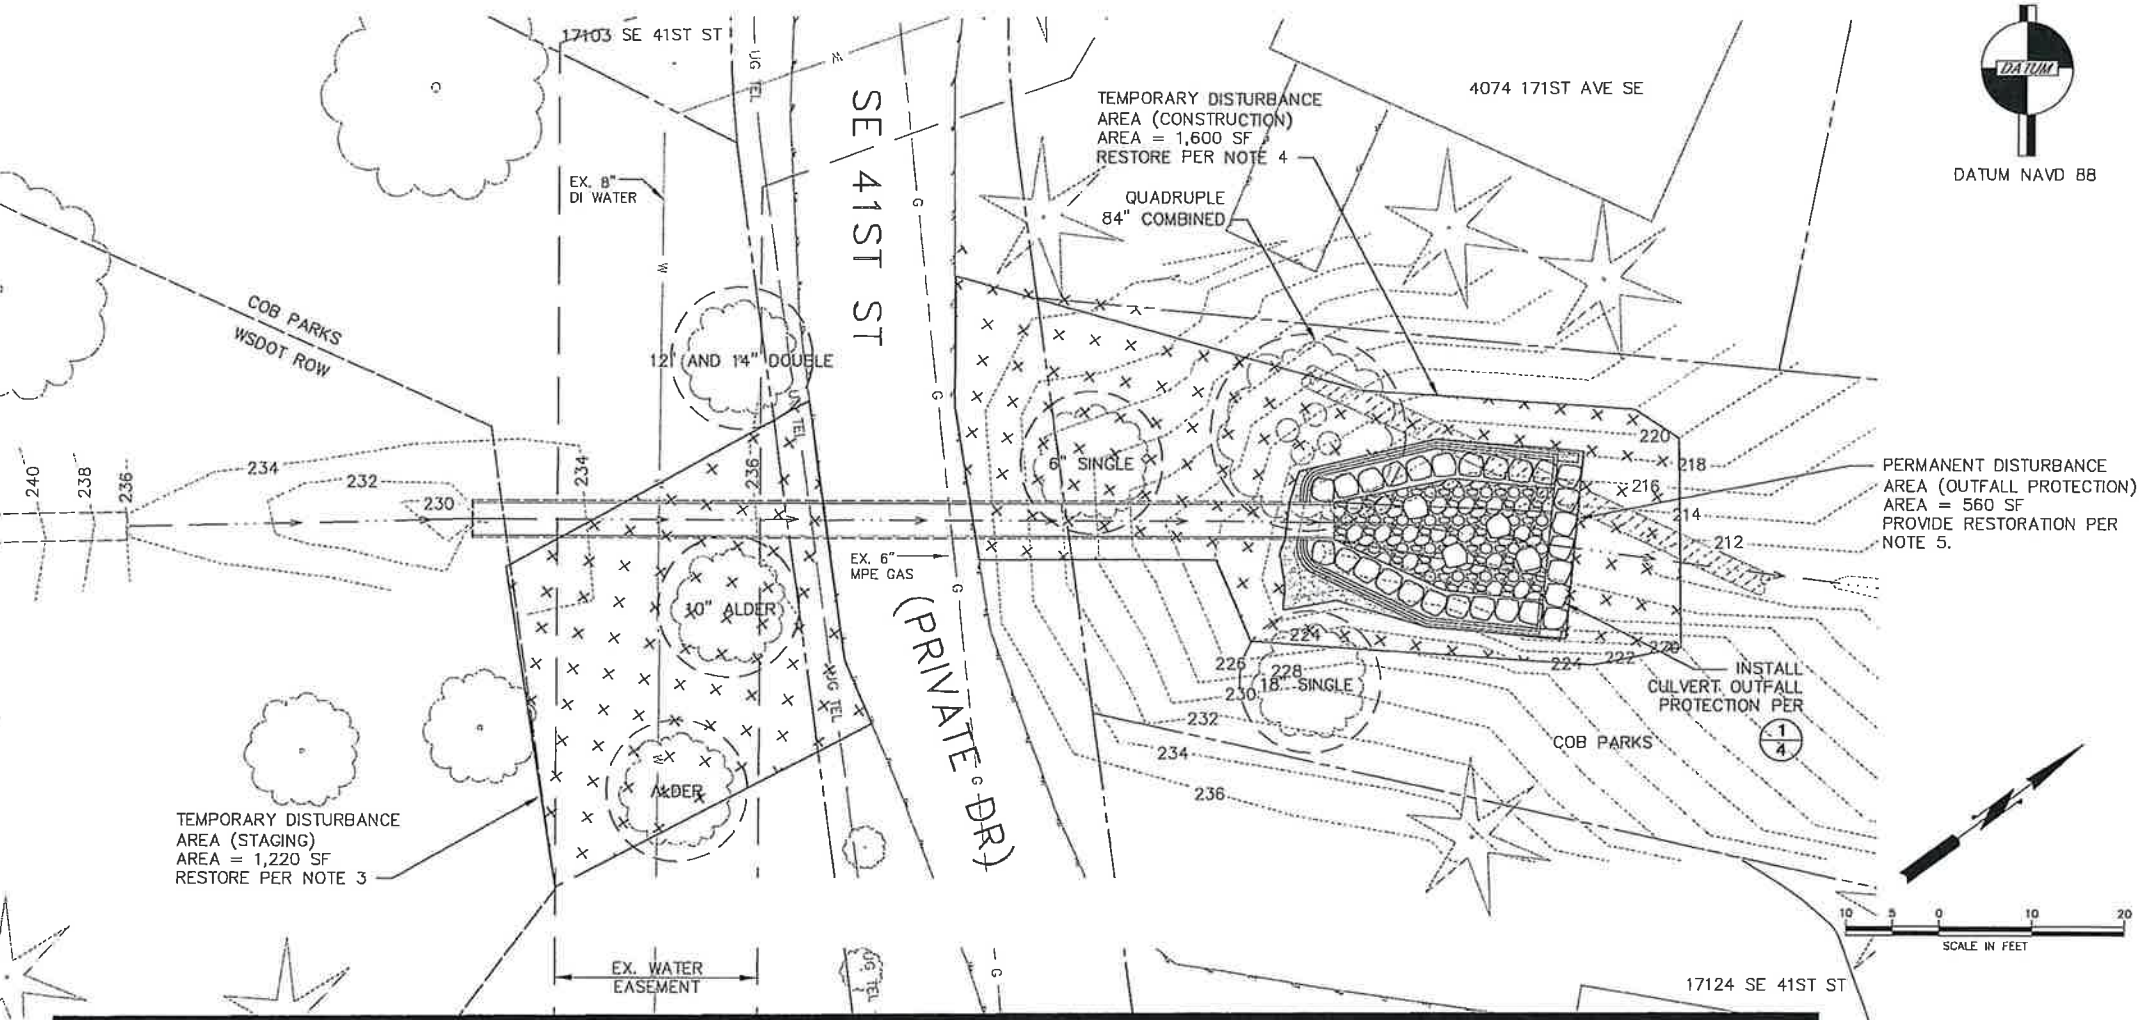 17103 SE 41ST ST
UG TEL
W
SE 41ST ST
G
TEMPORARY DISTURBANCE
AREA (CONSTRUCTION)
AREA = 1,600 SF
RESTORE PER NOTE 4
4074 171ST AVE SE
DATUM
DATUM NAVD 88
EX. 8"
DI WATER
QUADRUPLE
84" COMBINED
W
G
COB PARKS
WSDOT ROW
12" AND 14" DOUBLE
G
UG TEL
240
238
236
234
232
230
234
236
6" SINGLE
220
218
216
214
212
PERMANENT DISTURBANCE
AREA (OUTFALL PROTECTION)
AREA = 560 SF
PROVIDE RESTORATION PER
NOTE 5.
EX. 6"
MPE GAS
G
10" ALDER
(PRIVATE DR)
224
226
228
230
232
234
236
18" SINGLE
224
222
220
INSTALL
CULVERT OUTFALL
PROTECTION PER
1
4
COB PARKS
UG TEL
W
ALDER
G
TEMPORARY DISTURBANCE
AREA (STAGING)
AREA = 1,220 SF
RESTORE PER NOTE 3
10 5 0 10 20
SCALE IN FEET
EX. WATER
EASEMENT
UG TEL
G
17124 SE 41ST ST